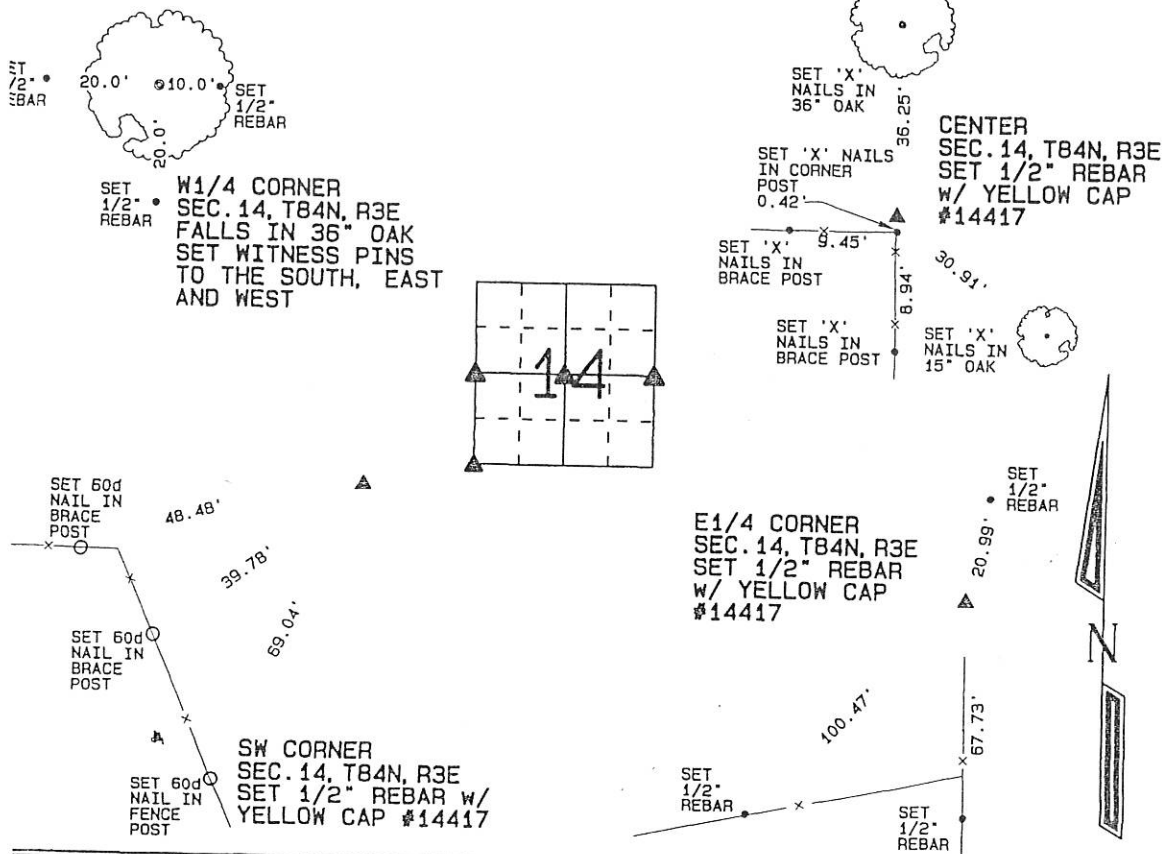 20.0'
10.0'
SET
1/2"
REBAR
20.0'
SET
1/2"
REBAR
W1/4 CORNER
SEC.14, T84N, R3E
FALLS IN 36" OAK
SET WITNESS PINS
TO THE SOUTH, EAST
AND WEST
SET 'X'
NAILS IN
36" OAK
36.25'
SET 'X' NAILS
IN CORNER
POST
0.42'
CENTER
SEC.14, T84N, R3E
SET 1/2" REBAR
W/ YELLOW CAP
#14417
SET 'X'
NAILS IN
BRACE POST
9.45'
8.94'
30.91'
SET 'X'
NAILS IN
BRACE POST
SET 'X'
NAILS IN
15" OAK
14
SET 60d
NAIL IN
BRACE
POST
48.48'
39.78'
69.04'
SET 60d
NAIL IN
BRACE
POST
SET 60d
NAIL IN
FENCE
POST
SW CORNER
SEC.14, T84N, R3E
SET 1/2" REBAR W/
YELLOW CAP #14417
E1/4 CORNER
SEC.14, T84N, R3E
SET 1/2" REBAR
W/ YELLOW CAP
#14417
SET
1/2"
REBAR
20.99'
100.47'
67.73'
SET
1/2"
REBAR
SET
1/2"
REBAR
N